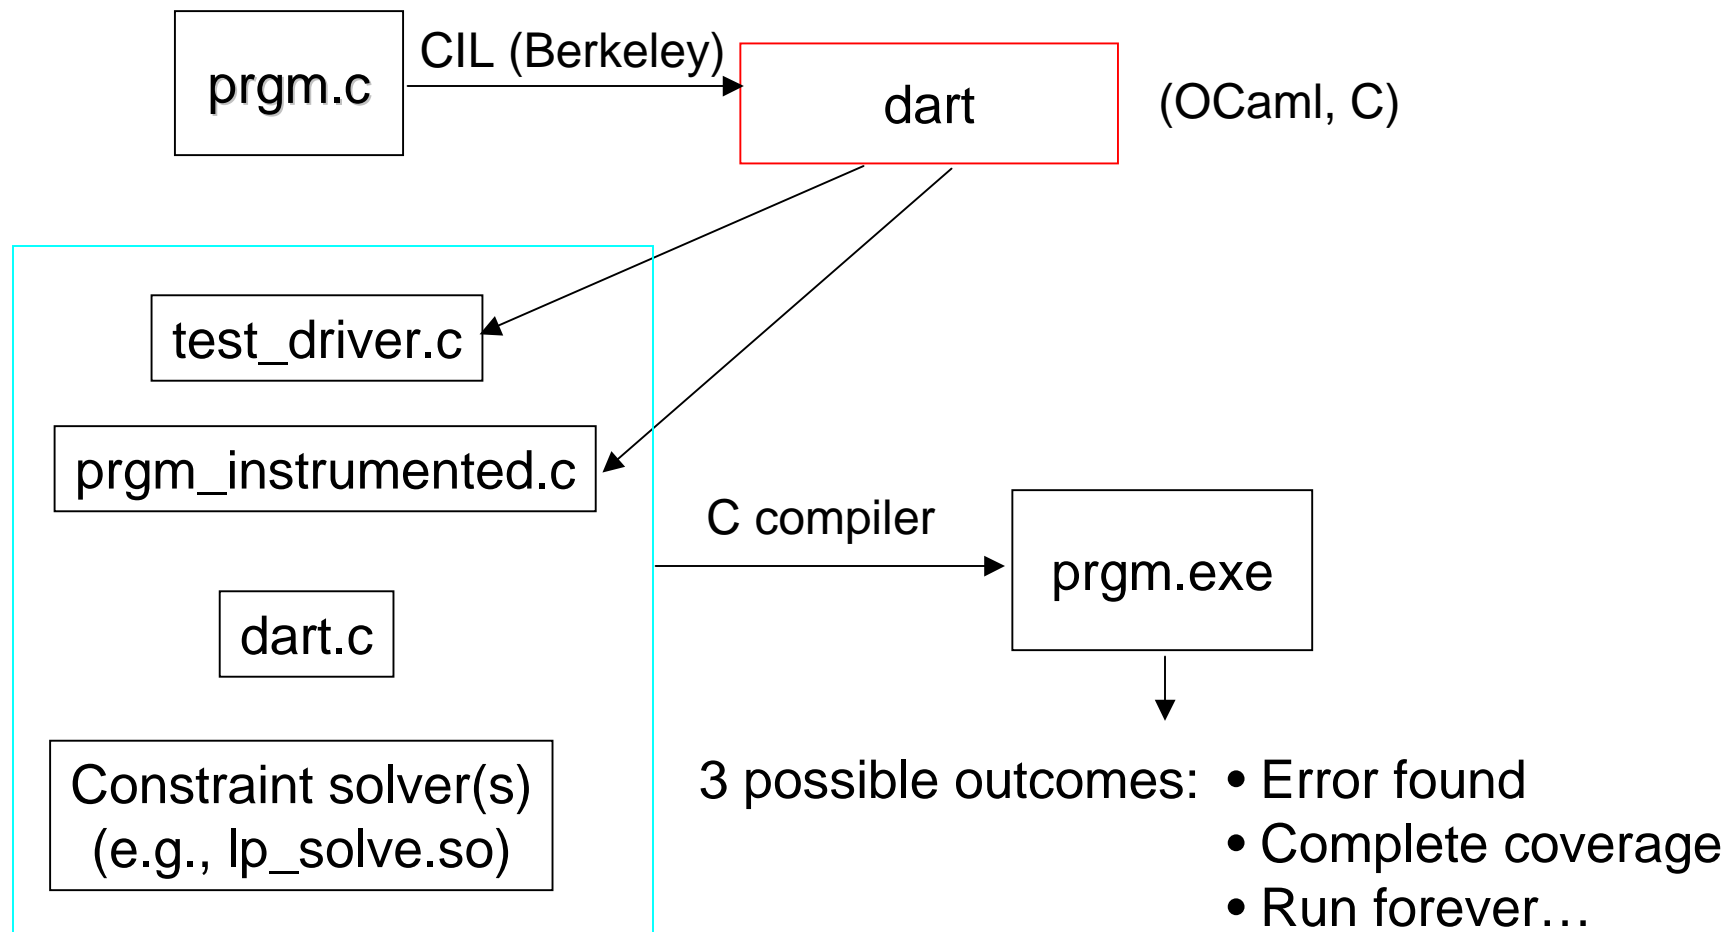 prgm.c
CIL (Berkeley)
dart
(OCaml, C)
test_driver.c
prgm_instrumented.c
C compiler
prgm.exe
dart.c
Constraint solver(s)
(e.g., lp_solve.so)
3 possible outcomes: • Error found
• Complete coverage
• Run forever…